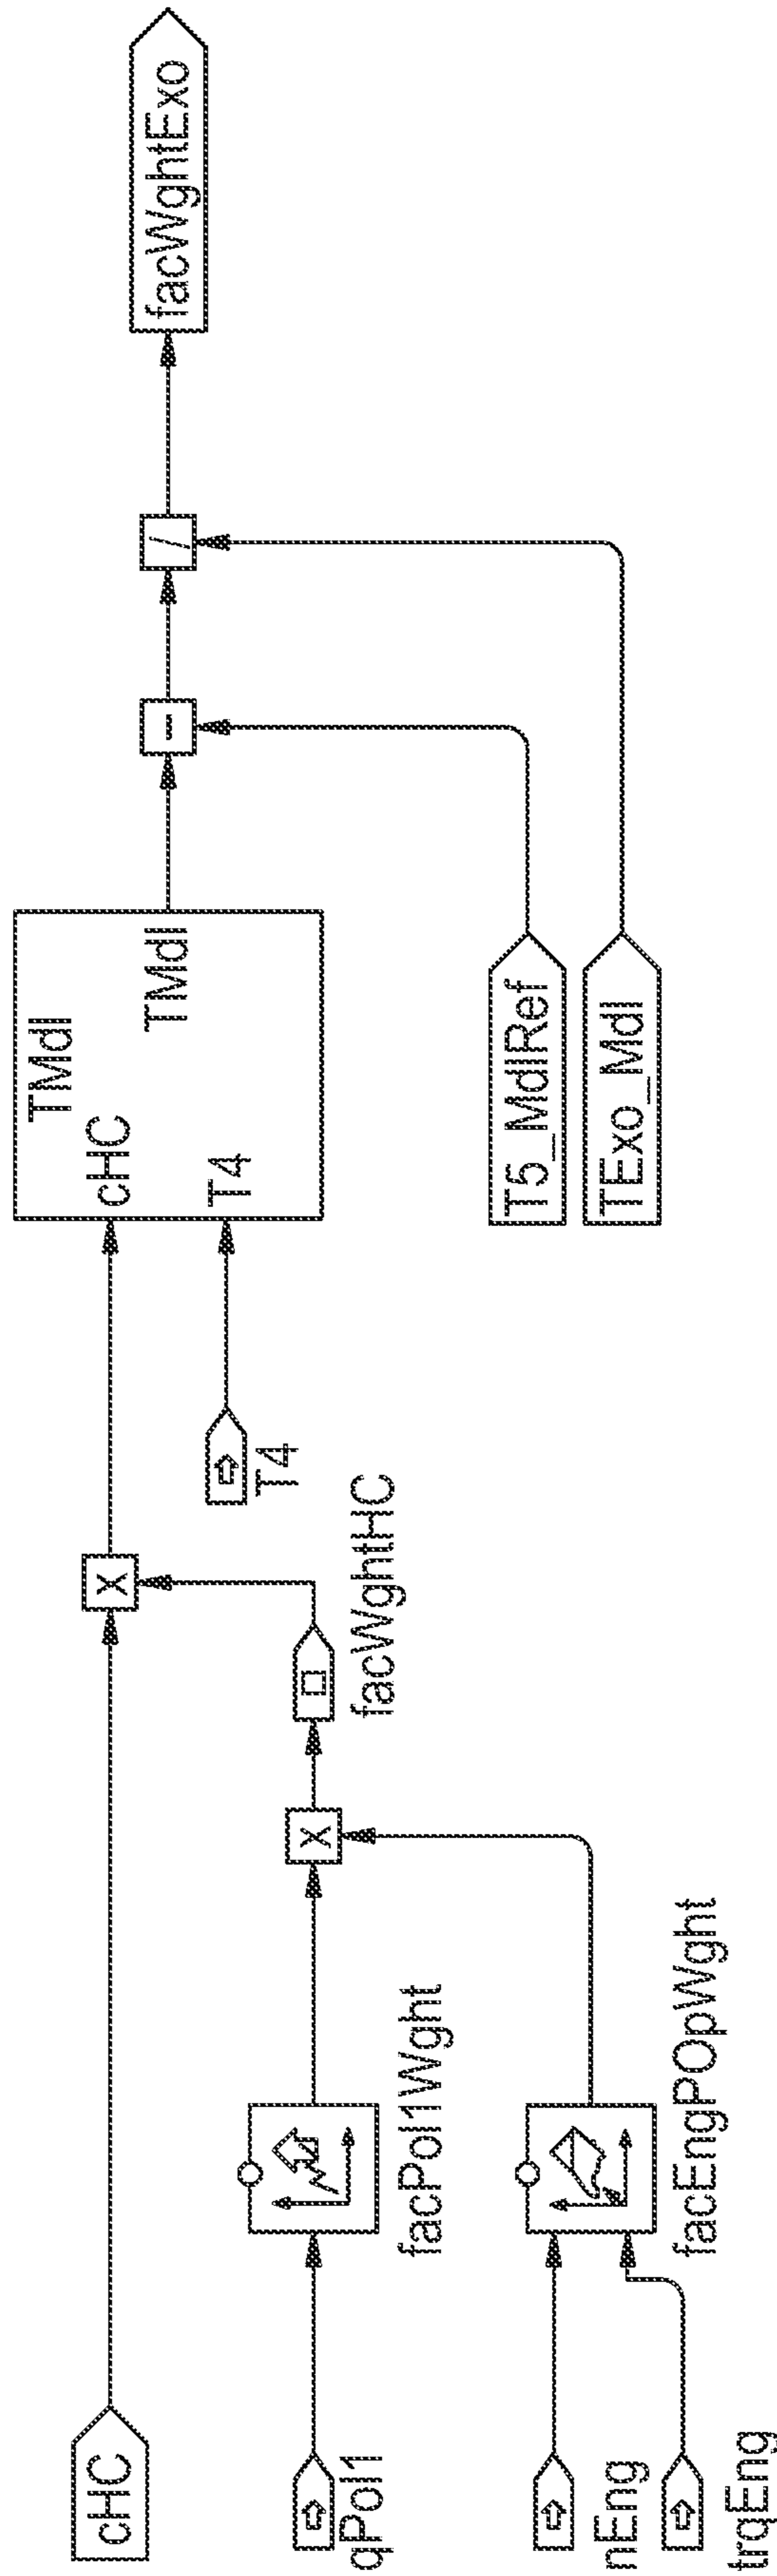 cHC
qPol1
nEng
trqEng
facPol1Wght
facEngPOpWght
X
facWghtHC
X
T4
TMdl
cHC
T4
TMdl
T5_MdlRef
TExo_Mdl
−
/
facWghtExo